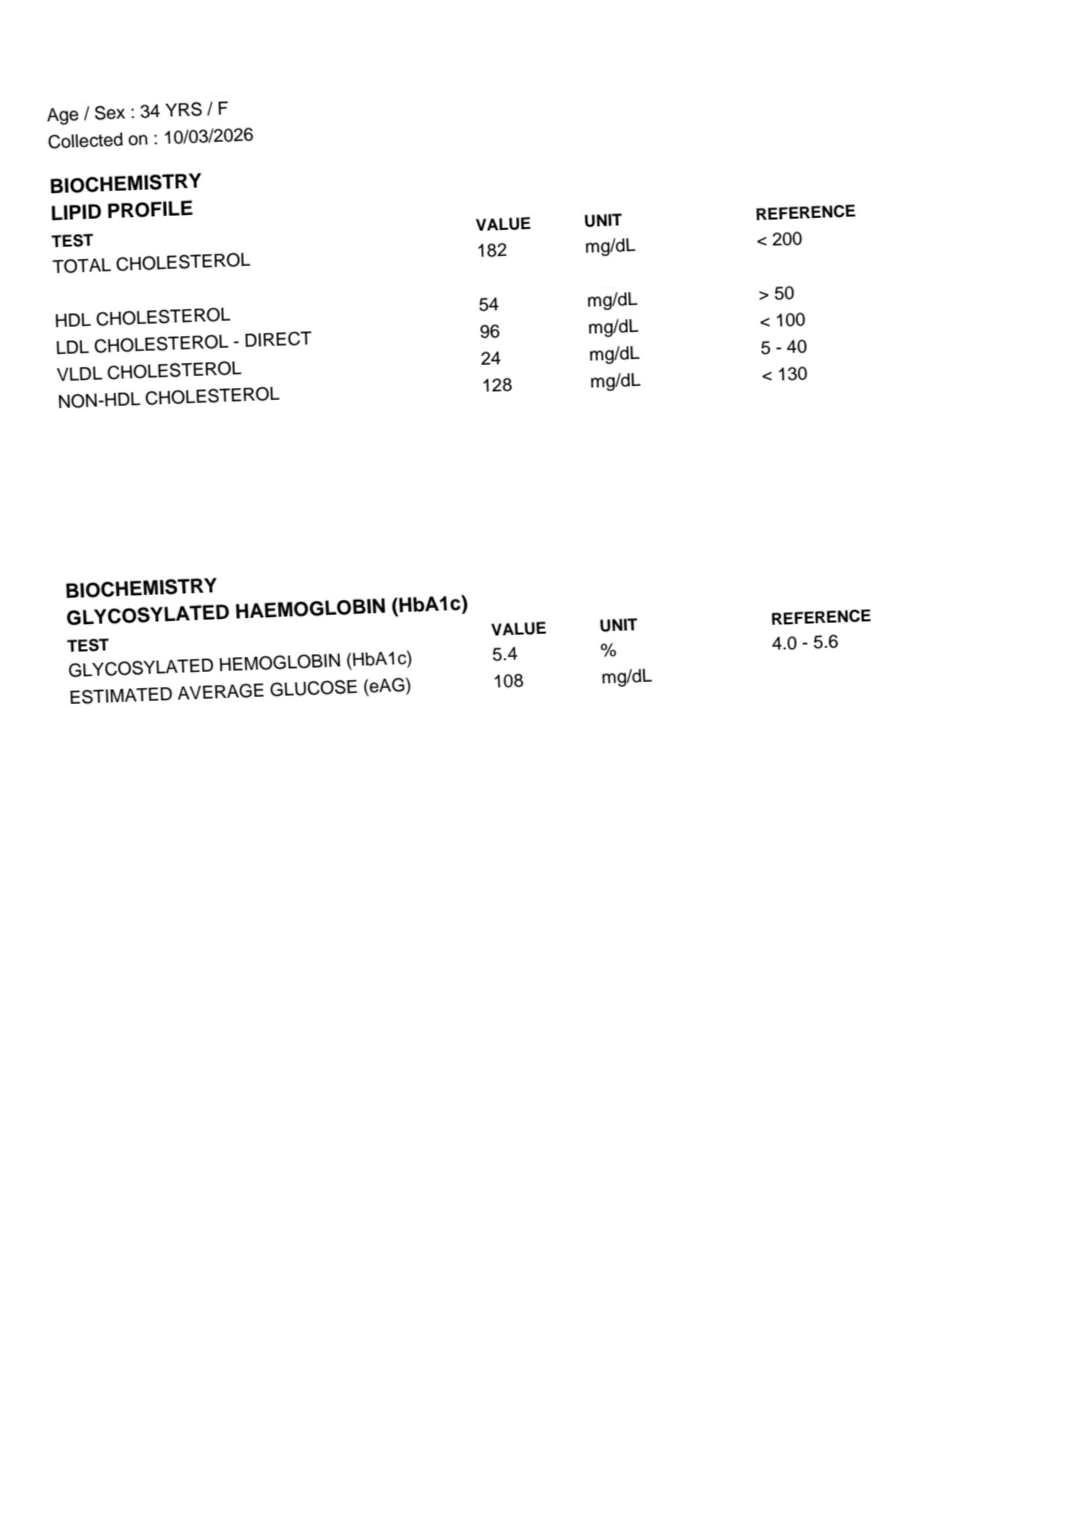 Age / Sex : 34 YRS / F
Collected on : 10/03/2026
BIOCHEMISTRY
LIPID PROFILE
TEST VALUE UNIT REFERENCE
TOTAL CHOLESTEROL 182 mg/dL < 200
HDL CHOLESTEROL 54 mg/dL > 50
LDL CHOLESTEROL - DIRECT 96 mg/dL < 100
VLDL CHOLESTEROL 24 mg/dL 5 - 40
NON-HDL CHOLESTEROL 128 mg/dL < 130
BIOCHEMISTRY
GLYCOSYLATED HAEMOGLOBIN (HbA1c)
TEST VALUE UNIT REFERENCE
GLYCOSYLATED HEMOGLOBIN (HbA1c) 5.4 % 4.0 - 5.6
ESTIMATED AVERAGE GLUCOSE (eAG) 108 mg/dL